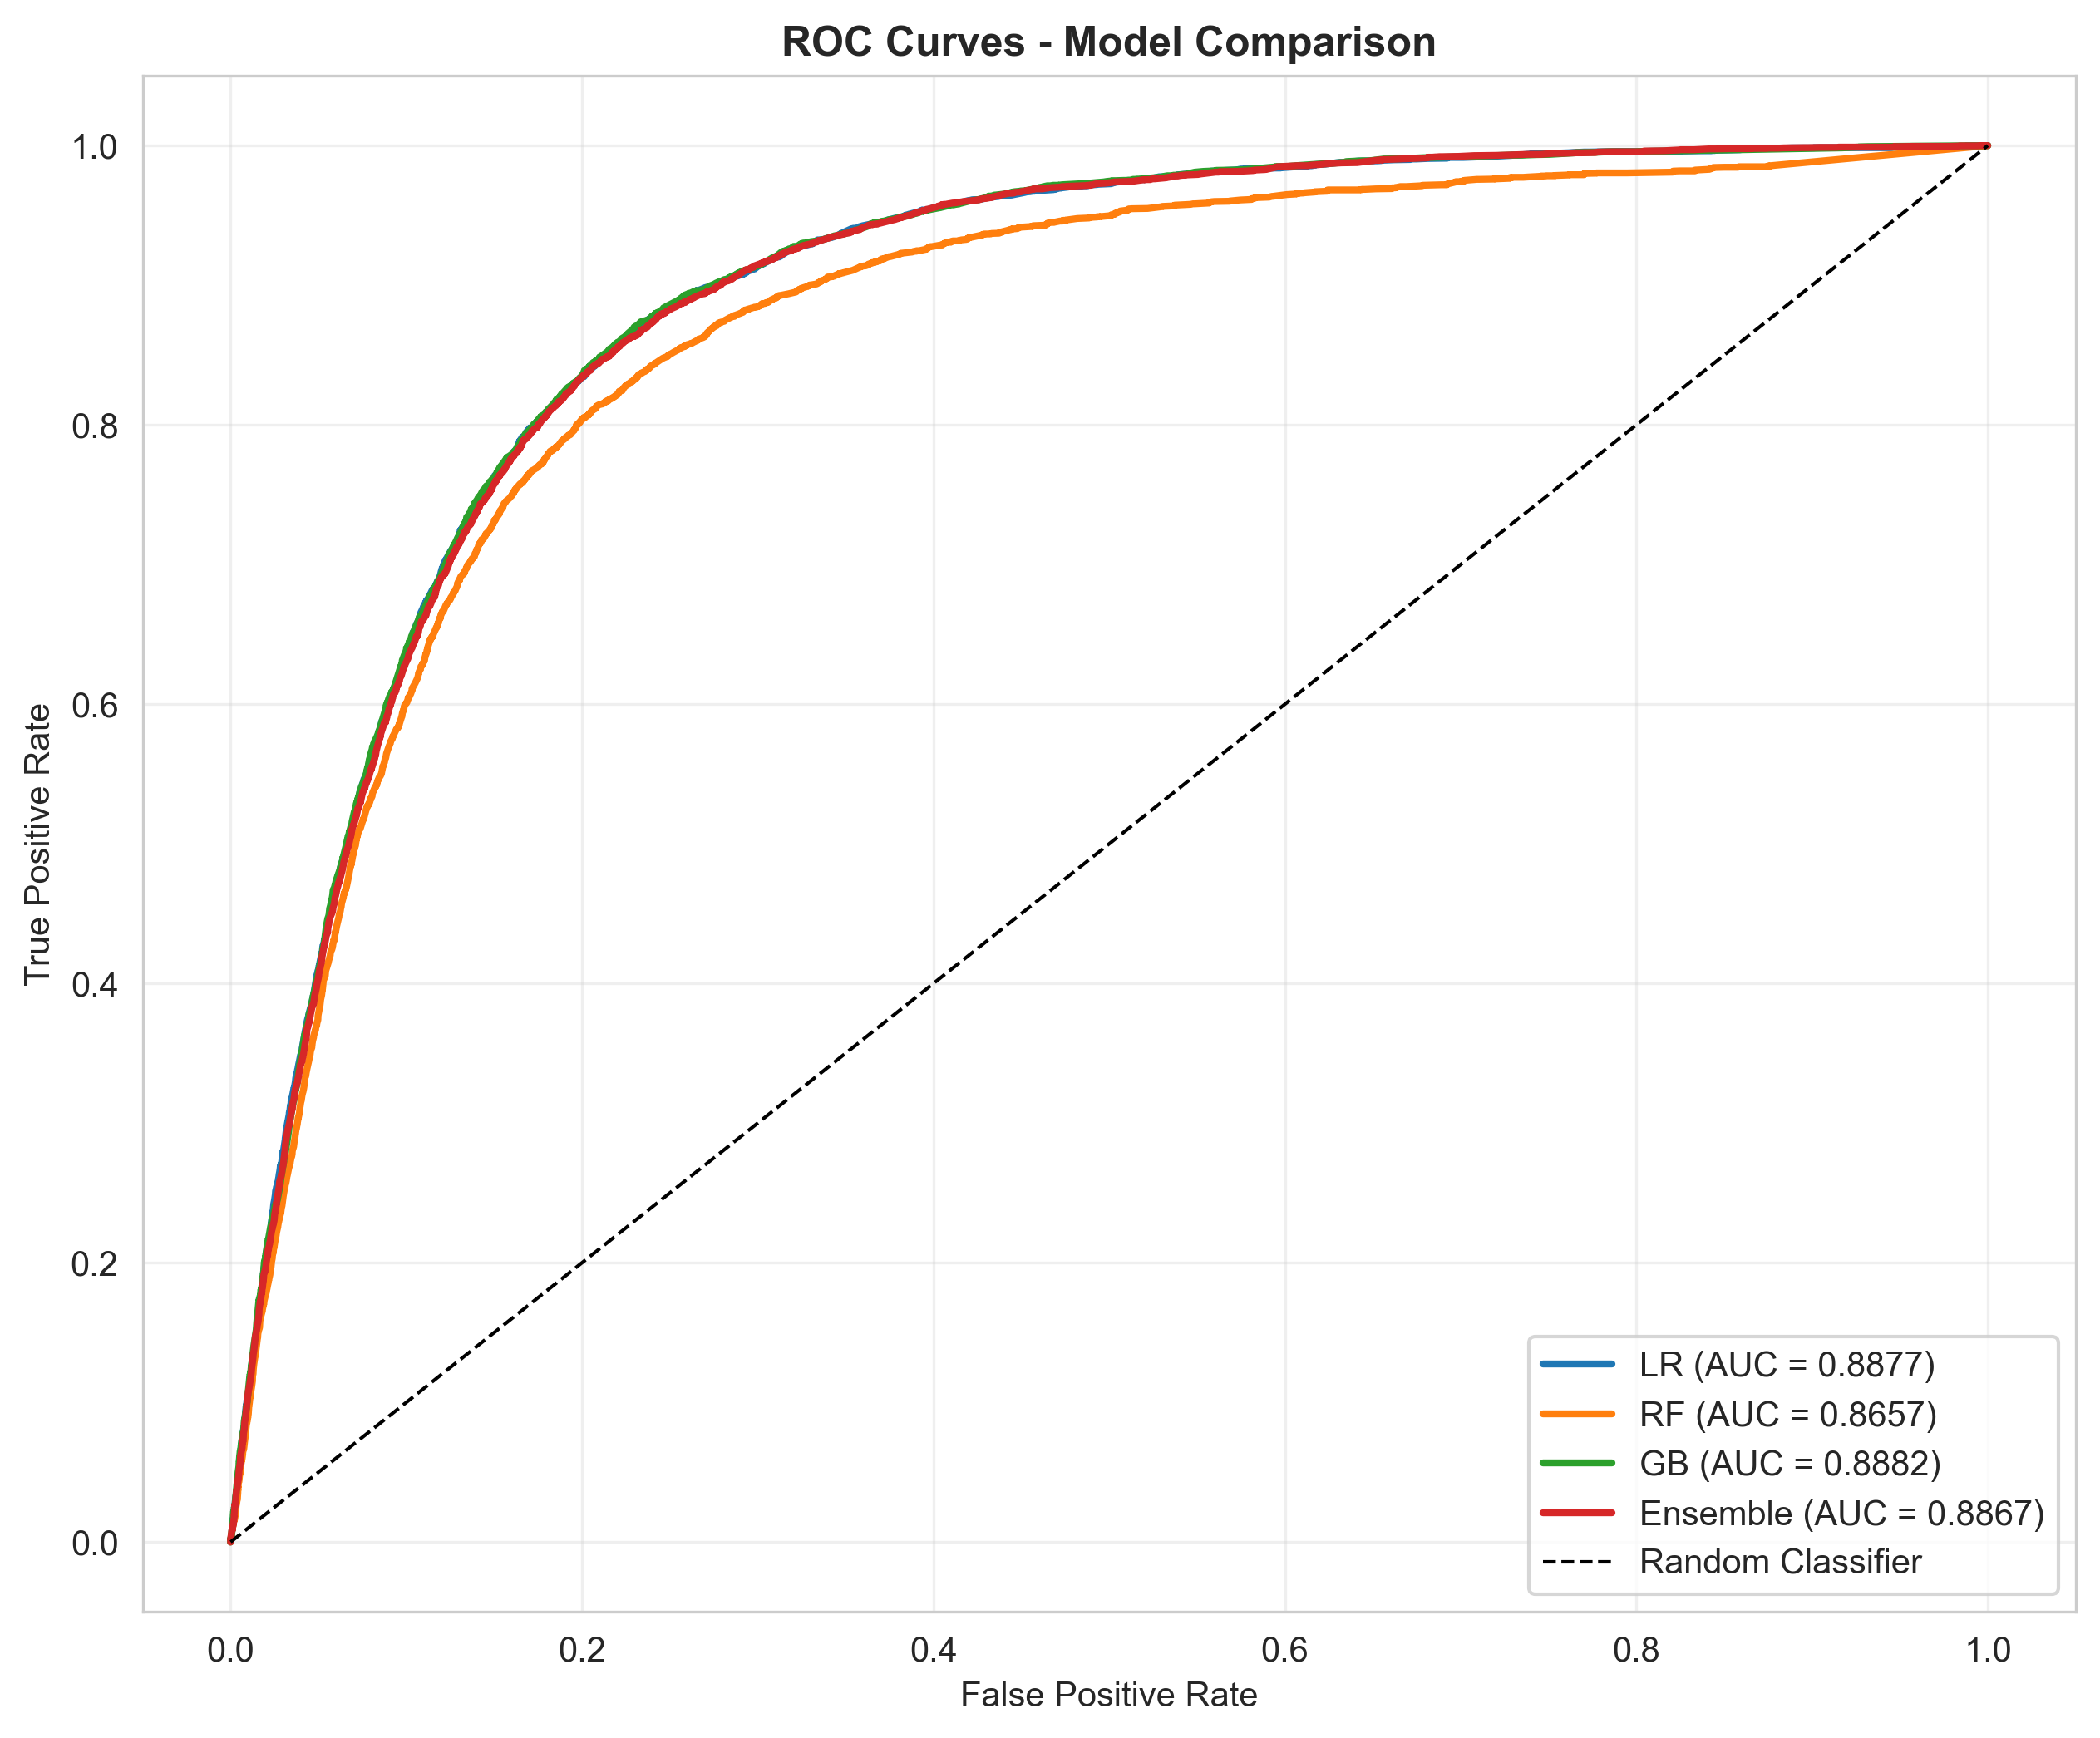 ROC Curves - Model Comparison
True Positive Rate
1.0
0.8
0.6
0.4
0.2
0.0
LR (AUC = 0.8877)
RF (AUC = 0.8657)
GB (AUC = 0.8882)
Ensemble (AUC = 0.8867)
Random Classifier
0.0 0.2 0.4 0.6 0.8 1.0
False Positive Rate